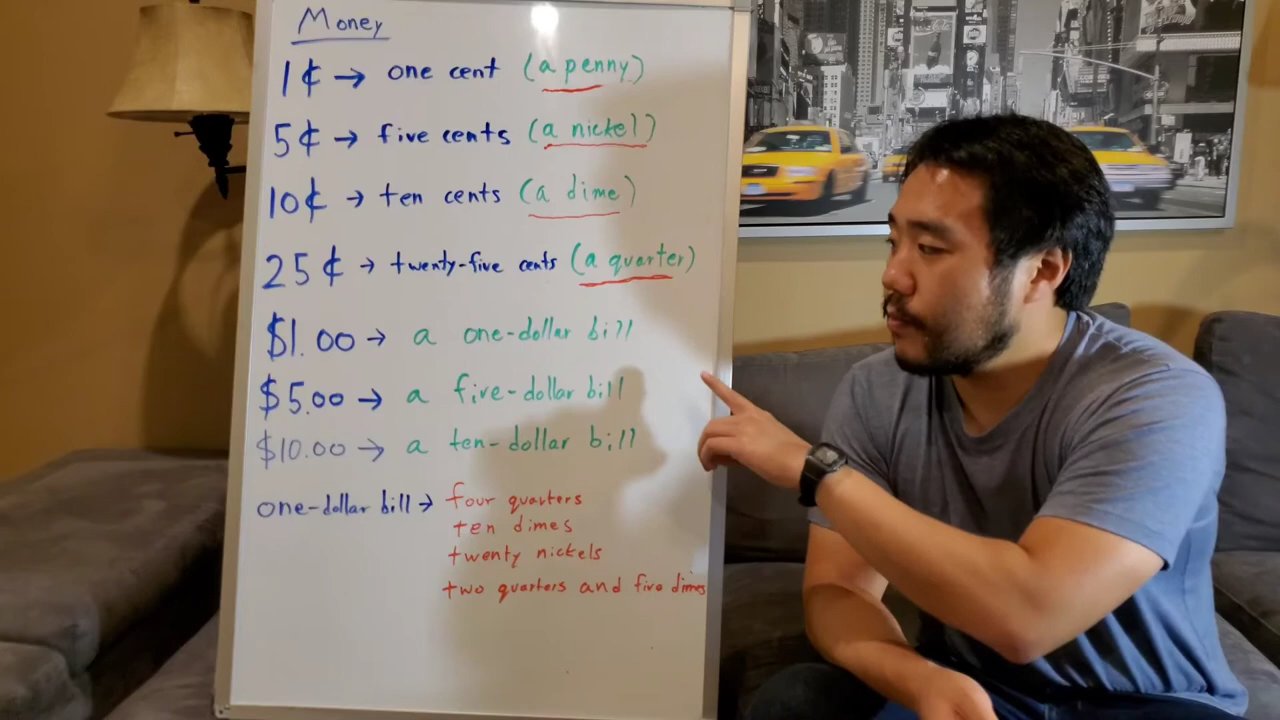 Money
1¢ → one cent (a penny)
5¢ → five cents (a nickel)
10¢ → ten cents (a dime)
25¢ → twenty-five cents (a quarter)
$1.00 → a one-dollar bill
$5.00 → a five-dollar bill
$10.00 → a ten-dollar bill
one-dollar bill → four quarters
ten dimes
twenty nickels
two quarters and five dimes